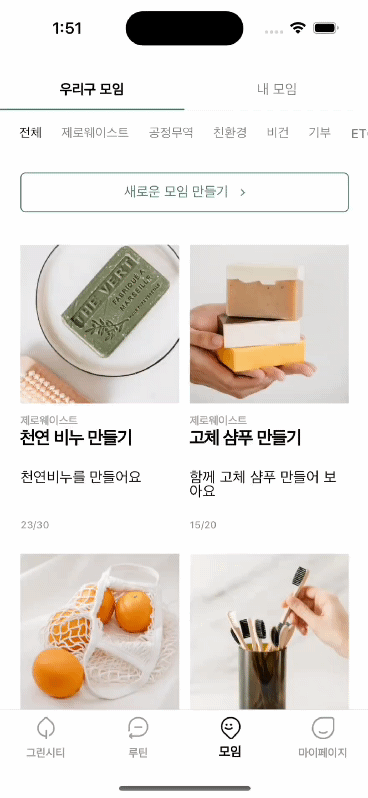 1:51
우리구 모임
내 모임
전체 제로웨이스트 공정무역 친환경 비건 기부 ETC
새로운 모임 만들기 >
THE VERT
FABRIQUÉ A
MARSEILLE
제로웨이스트
천연 비누 만들기
천연비누를 만들어요
23/30
제로웨이스트
고체 샴푸 만들기
함께 고체 샴푸 만들어 보
아요
15/20
그린시티
루틴
모임
마이페이지